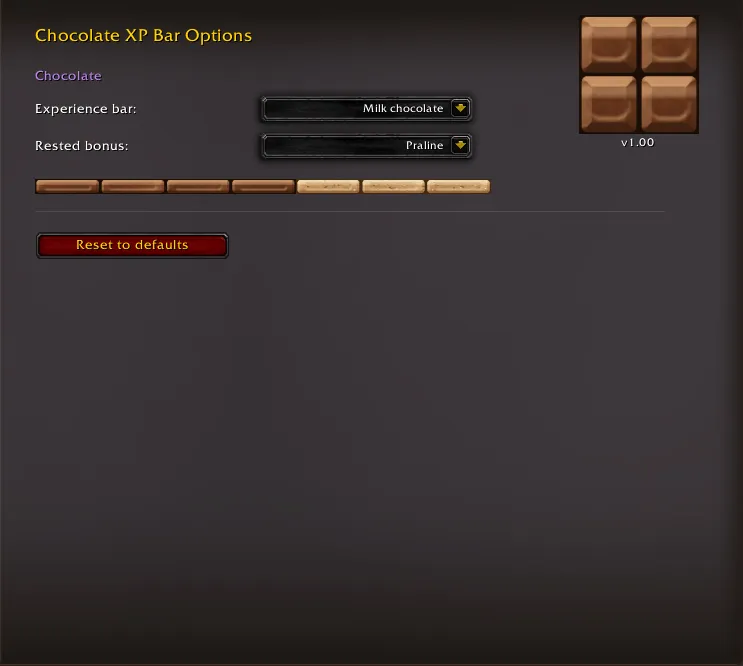 Chocolate XP Bar Options
Chocolate
Experience bar:
Milk chocolate
Rested bonus:
Praline
v1.00
Reset to defaults